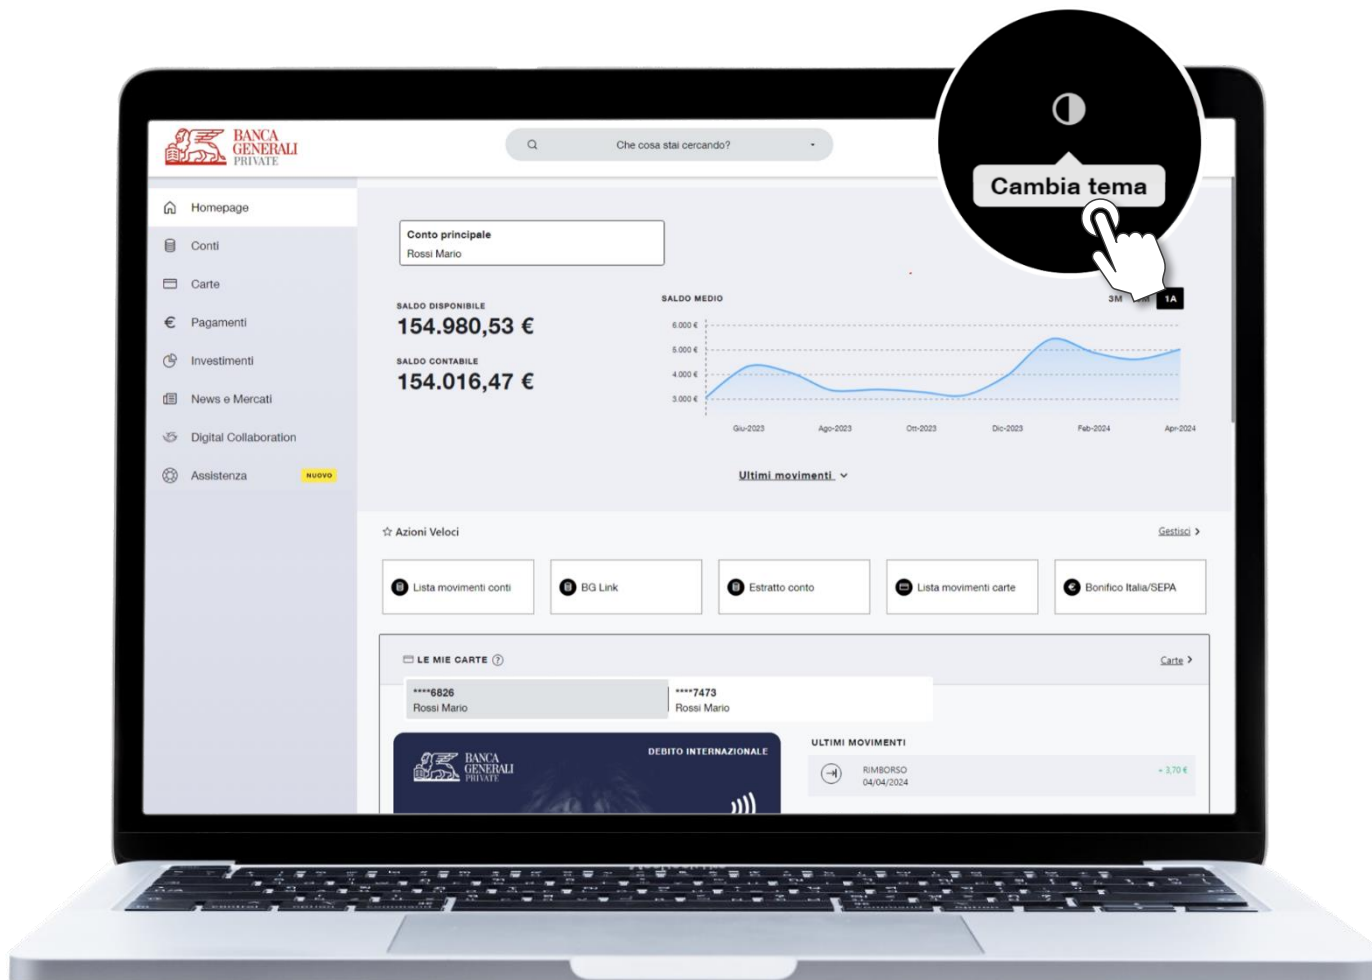 BANCA
GENERALI
PRIVATE
Che cosa stai cercando?
Cambia tema
Homepage
Conti
Carte
Pagamenti
Investimenti
News e Mercati
Digital Collaboration
Assistenza
NUOVO
Conto principale
Rossi Mario
SALDO DISPONIBILE
154.980,53 €
SALDO CONTABILE
154.016,47 €
SALDO MEDIO
3M
1A
6.000 €
5.000 €
4.000 €
3.000 €
Giu-2023 Ago-2023 Ott-2023 Dic-2023 Feb-2024 Apr-2024
Ultimi movimenti
Azioni Veloci
Gestisci >
Lista movimenti conti
BG Link
Estratto conto
Lista movimenti carte
Bonifico Italia/SEPA
LE MIE CARTE ?
Carte >
****6826
Rossi Mario
****7473
Rossi Mario
BANCA
GENERALI
PRIVATE
DEBITO INTERNAZIONALE
ULTIMI MOVIMENTI
RIMBORSO
04/04/2024
+ 3,70 €